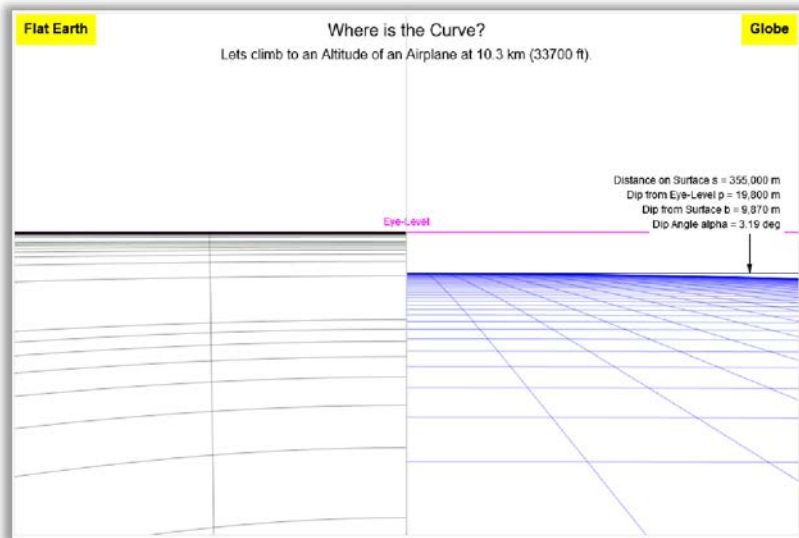 Flat Earth
Where is the Curve?
Globe
Lets climb to an Altitude of an Airplane at 10.3 km (33700 ft).
Distance on Surface s = 355,000 m
Dip from Eye-Level p = 19,800 m
Dip from Surface b = 9,870 m
Dip Angle alpha = 3.19 deg
Eye-Level